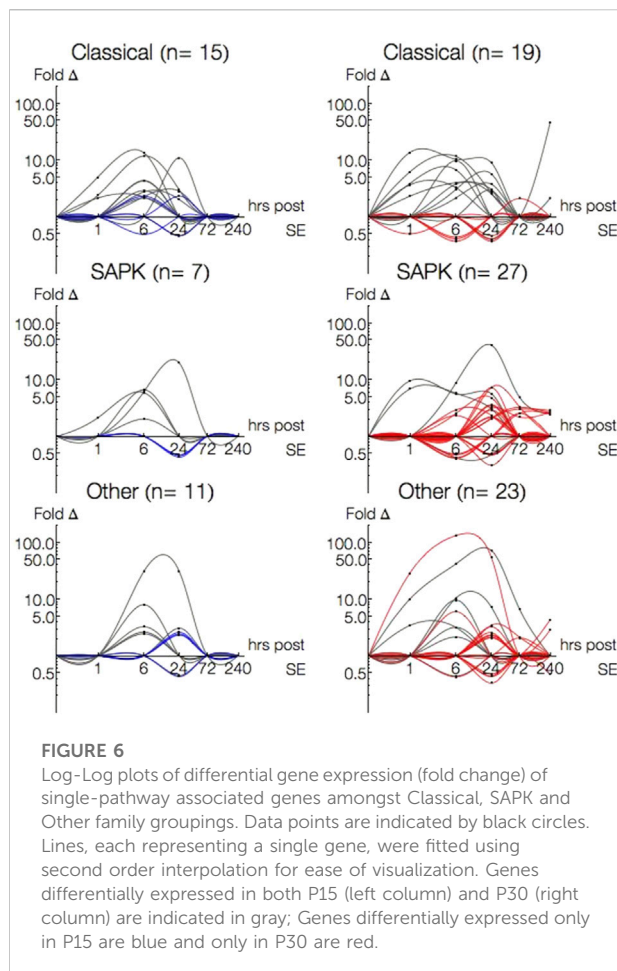 Classical (n= 15)
Fold Δ
100.0
50.0
10.0
5.0
0.5
1
6
24
72
240
hrs post
SE
Classical (n= 19)
Fold Δ
100.0
50.0
10.0
5.0
0.5
1
6
24
72
240
hrs post
SE
SAPK (n= 7)
Fold Δ
100.0
50.0
10.0
5.0
0.5
1
6
24
72
240
hrs post
SE
SAPK (n= 27)
Fold Δ
100.0
50.0
10.0
5.0
0.5
1
6
24
72
240
hrs post
SE
Other (n= 11)
Fold Δ
100.0
50.0
10.0
5.0
0.5
1
6
24
72
240
hrs post
SE
Other (n= 23)
Fold Δ
100.0
50.0
10.0
5.0
0.5
1
6
24
72
240
hrs post
SE
FIGURE 6
Log-Log plots of differential gene expression (fold change) of
single-pathway associated genes amongst Classical, SAPK and
Other family groupings. Data points are indicated by black circles.
Lines, each representing a single gene, were fitted using
second order interpolation for ease of visualization. Genes
differentially expressed in both P15 (left column) and P30 (right
column) are indicated in gray; Genes differentially expressed only
in P15 are blue and only in P30 are red.